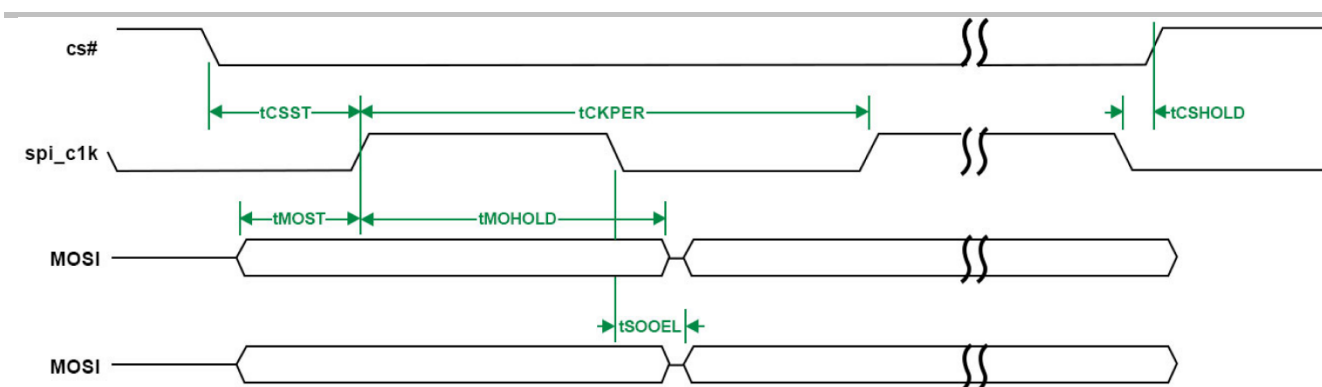 cs#
tCSST
tCKPER
tCSHOLD
spi_c1k
tMOST
tMOHOLD
MOSI
tSOOEL
MOSI